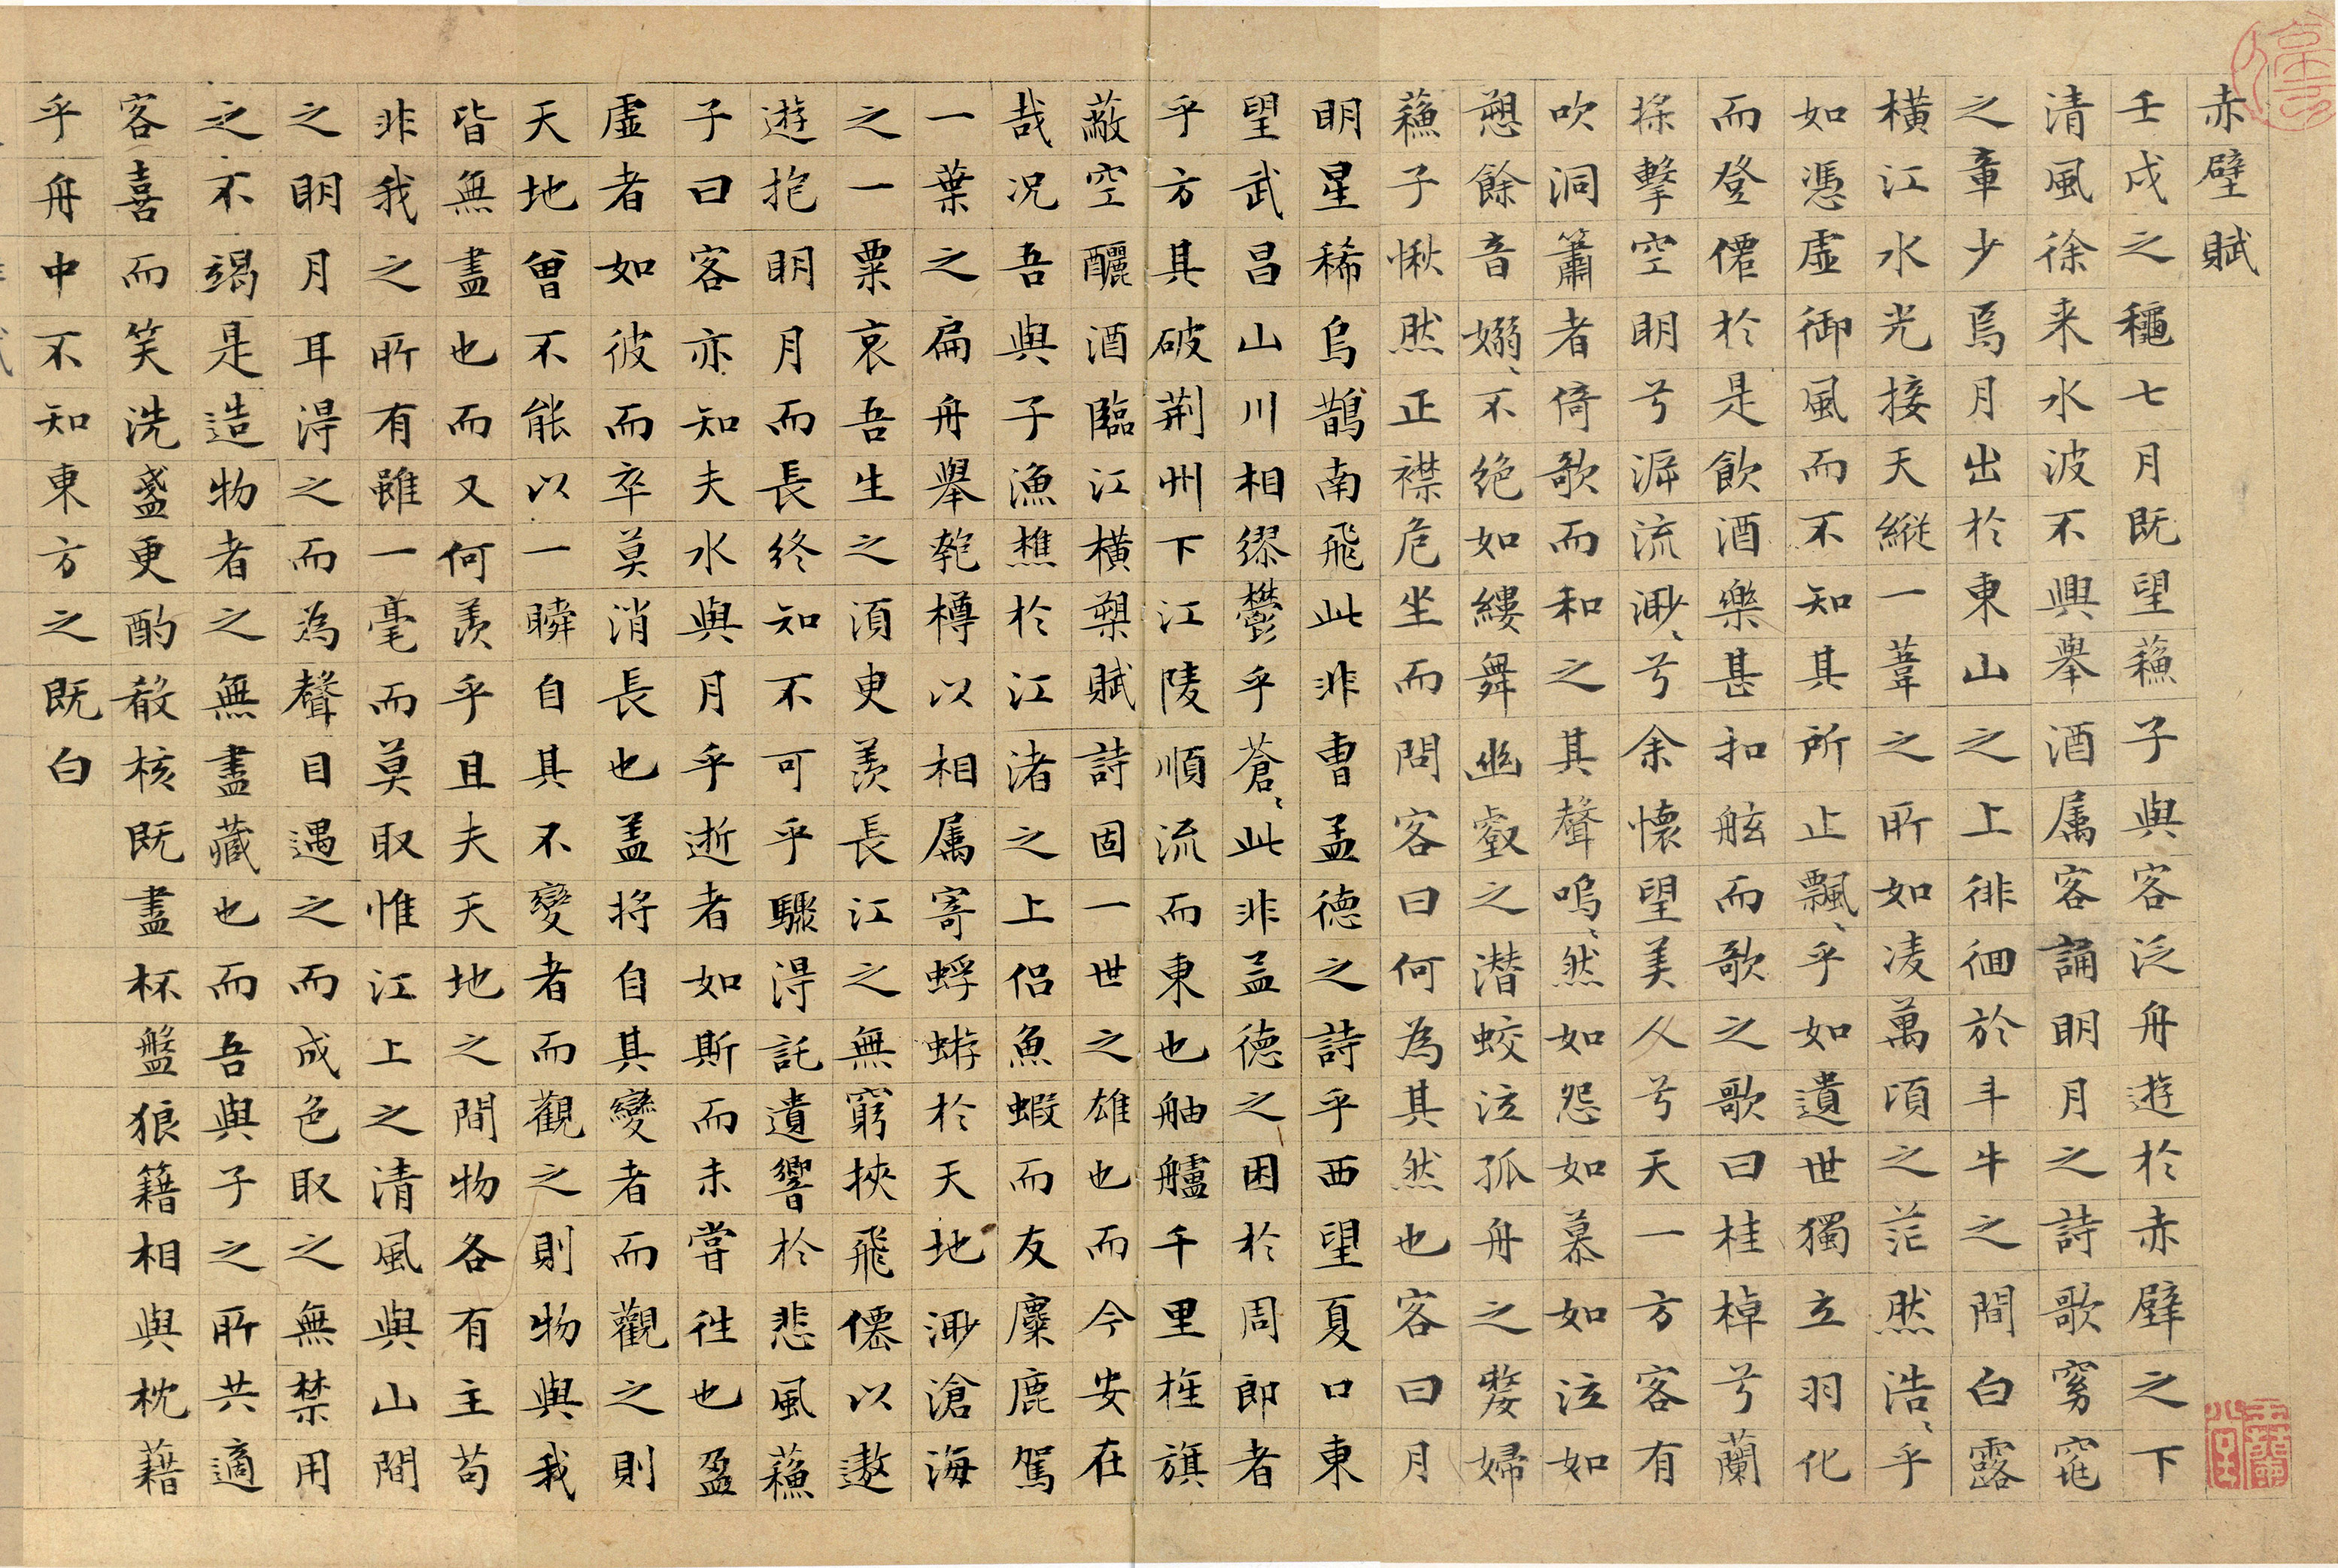 赤壁賦
壬戌之龝七月既望蘓子與客泛舟遊於赤壁之下
清風徐来水波不興舉酒属客誦明月之詩歌窈窕
之章少焉月出於東山之上徘徊於斗牛之間白露
橫江水光接天縱一葦之所如凌萬頃之茫然浩〻乎
如憑虛御風而不知其所止飄〻乎如遺世獨立羽化
而登僊於是飲酒樂甚扣舷而歌之歌曰桂棹兮蘭
槳擊空明兮泝流渺〻兮余懷望美人兮天一方客有
吹洞簫者倚歌而和之其聲嗚〻然如怨如慕如泣如
愬餘音嫋〻不絕如縷舞幽壑之潛蛟泣孤舟之嫠婦
蘓子愀然正襟危坐而問客曰何為其然也客曰月
明星稀烏鵲南飛此非曹孟德之詩乎西望夏口東
望武昌山川相繆鬱乎蒼〻此非孟德之困於周郎者
乎方其破荊州下江陵順流而東也舳艫千里旌旗
蔽空釃酒臨江橫槊賦詩固一世之雄也而今安在
哉况吾與子漁樵於江渚之上侶魚蝦而友麋鹿駕
一葉之扁舟舉匏樽以相属寄蜉蝣於天地渺滄海
之一粟哀吾生之須臾羨長江之無窮挾飛僊以遨
遊抱明月而長終知不可乎驟得託遺響於悲風蘓
子曰客亦知夫水與月乎逝者如斯而未嘗往也盈
虛者如彼而卒莫消長也盖將自其變者而觀之則
天地曾不能以一瞬自其不變者而觀之則物與我
皆無盡也而又何羨乎且夫天地之間物各有主苟
非我之所有雖一毫而莫取惟江上之清風與山間
之明月耳得之而為聲目遇之而成色取之無禁用
之不竭是造物者之無盡藏也而吾與子之所共適
客喜而笑洗盞更酌殽核既盡杯盤狼籍相與枕藉
乎舟中不知東方之既白
玉蘭堂